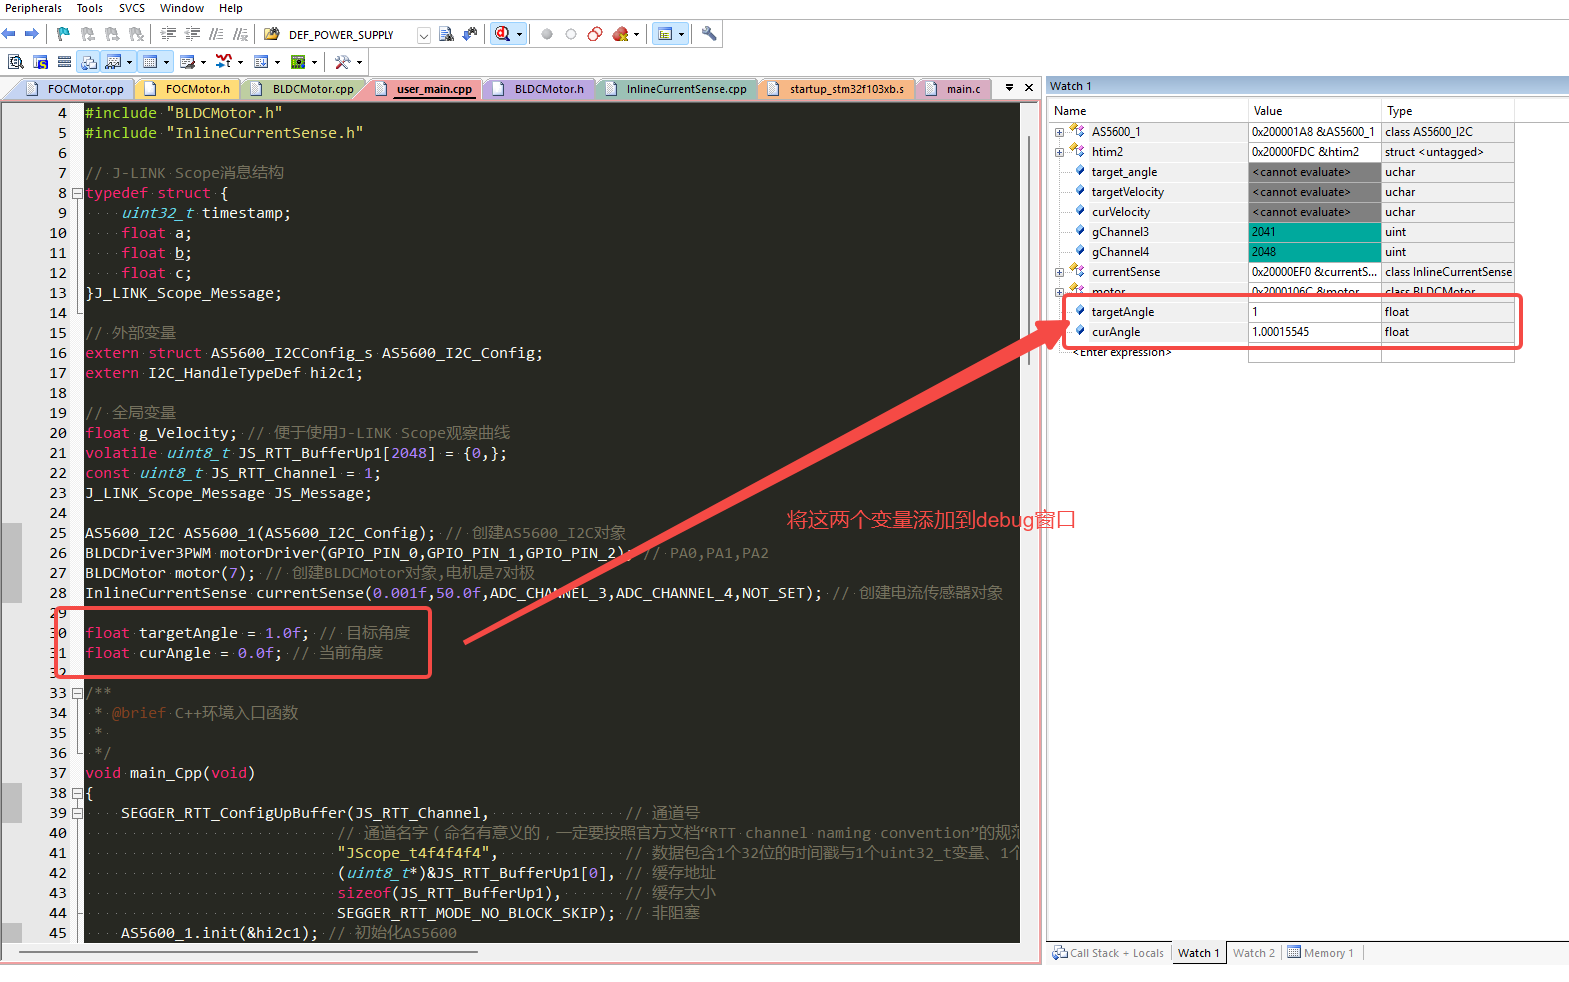 Peripherals Tools SVCS Window Help
DEF_POWER_SUPPLY
FOCMotor.cpp FOCMotor.h BLDCMotor.cpp user_main.cpp BLDCMotor.h InlineCurrentSense.cpp startup_stm32f103xb.s main.c
4 #include "BLDCMotor.h"
5 #include "InlineCurrentSense.h"
6
7 // J-LINK Scope消息结构
8 typedef struct {
9 uint32_t timestamp;
10 float a;
11 float b;
12 float c;
13 }J_LINK_Scope_Message;
14
15 // 外部变量
16 extern struct AS5600_I2CConfig_s AS5600_I2C_Config;
17 extern I2C_HandleTypeDef hi2c1;
18
19 // 全局变量
20 float g_Velocity; // 便于使用J-LINK Scope观察曲线
21 volatile uint8_t JS_RTT_BufferUp1[2048] = {0,};
22 const uint8_t JS_RTT_Channel = 1;
23 J_LINK_Scope_Message JS_Message;
24
25 AS5600_I2C AS5600_1(AS5600_I2C_Config); // 创建AS5600_I2C对象
26 BLDCDriver3PWM motorDriver(GPIO_PIN_0,GPIO_PIN_1,GPIO_PIN_2); // PA0,PA1,PA2
27 BLDCMotor motor(7); // 创建BLDCMotor对象,电机是7对极
28 InlineCurrentSense currentSense(0.001f,50.0f,ADC_CHANNEL_3,ADC_CHANNEL_4,NOT_SET); // 创建电流传感器对象
29
30 float targetAngle = 1.0f; // 目标角度
31 float curAngle = 0.0f; // 当前角度
32
33 /**
34 * @brief C++环境入口函数
35 *
36 */
37 void main_Cpp(void)
38 {
39 SEGGER_RTT_ConfigUpBuffer(JS_RTT_Channel, // 通道号
40 // 通道名字（命名有意义的，一定要按照官方文档“RTT channel naming convention”的规范
41 "JScope_t4f4f4f4", // 数据包含1个32位的时间戳与1个uint32_t变量、1个
42 (uint8_t*)&JS_RTT_BufferUp1[0], // 缓存地址
43 sizeof(JS_RTT_BufferUp1), // 缓存大小
44 SEGGER_RTT_MODE_NO_BLOCK_SKIP); // 非阻塞
45 AS5600_1.init(&hi2c1); // 初始化AS5600
将这两个变量添加到debug窗口
Watch 1
Name Value Type
AS5600_1 0x200001A8 &AS5600_1 class AS5600_I2C
htim2 0x20000FDC &htim2 struct <untagged>
target_angle <cannot evaluate> uchar
targetVelocity <cannot evaluate> uchar
curVelocity <cannot evaluate> uchar
gChannel3 2041 uint
gChannel4 2048 uint
currentSense 0x20000EF0 &currentS... class InlineCurrentSense
motor 0x2000106C &motor class BLDCMotor
targetAngle 1 float
curAngle 1.00015545 float
<Enter expression>
Call Stack + Locals Watch 1 Watch 2 Memory 1